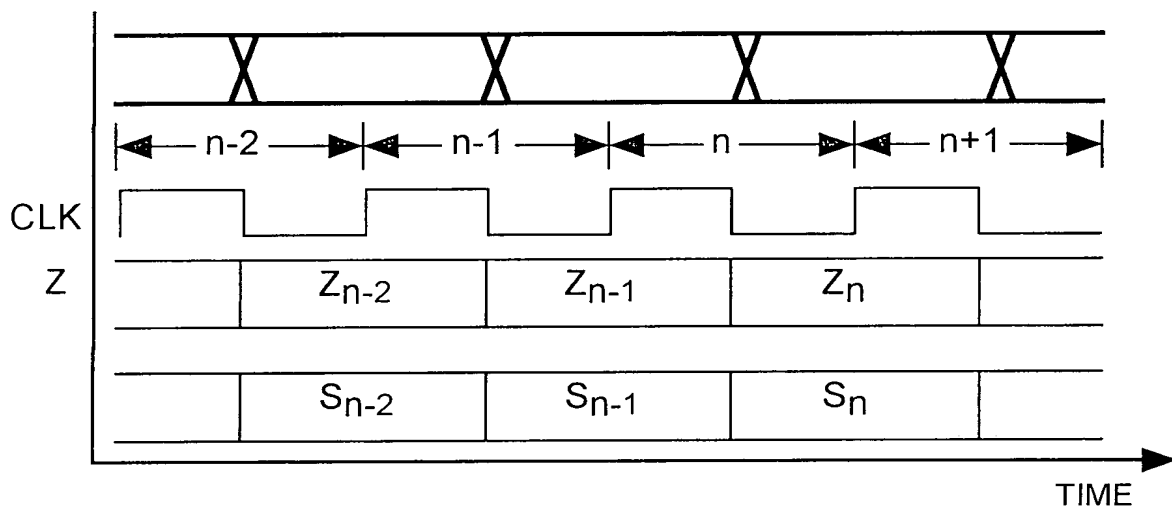 n-2 n-1 n n+1
CLK
Z Zn-2 Zn-1 Zn
Sn-2 Sn-1 Sn
TIME